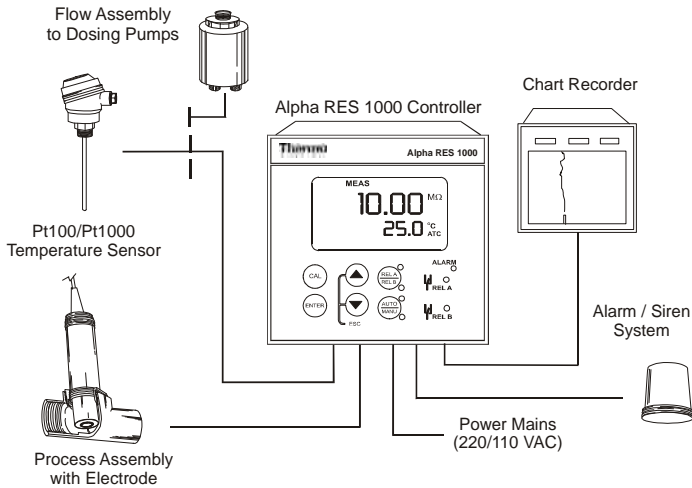 Flow Assembly
to Dosing Pumps
Chart Recorder
Alpha RES 1000 Controller
Thermo
Alpha RES 1000
MEAS
10.00 MΩ
25.0 °C
ATC
Pt100/Pt1000
Temperature Sensor
ALARM
CAL
REL A
REL B
REL A
ENTER
AUTO
MANU
REL B
ESC
Alarm / Siren
System
Power Mains
(220/110 VAC)
Process Assembly
with Electrode